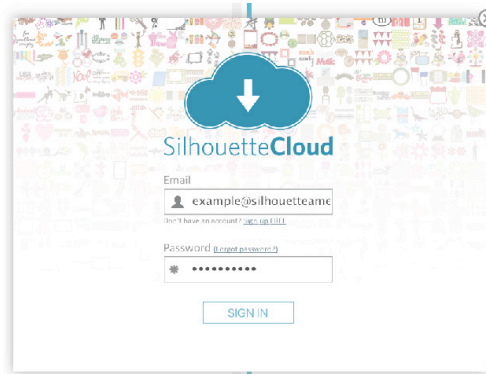 SilhouetteCloud
Email
example@silhouetteame
Don't have an account? Sign up FREE
Password (Forgot password?)
••••••••••
SIGN IN